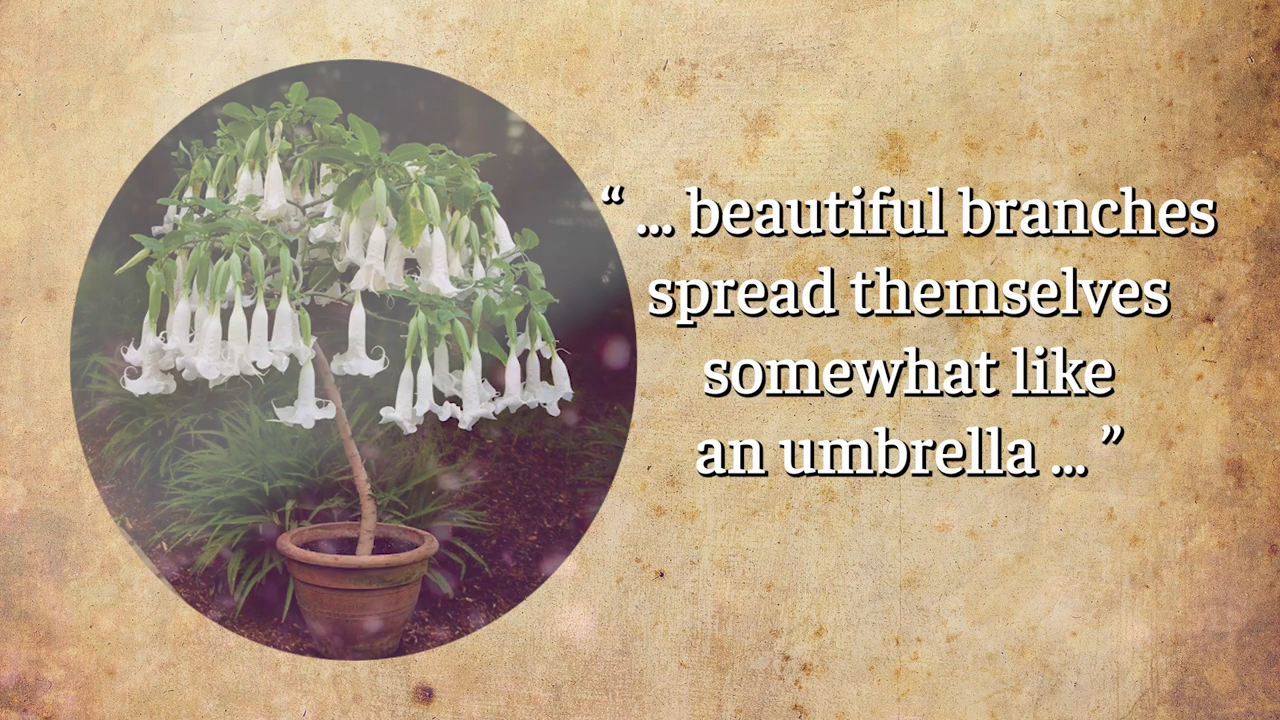 “ ... beautiful branches
spread themselves
somewhat like
an umbrella ... ”